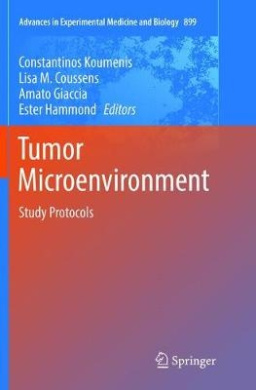 Advances in Experimental Medicine and Biology 899
Constantinos Koumenis
Lisa M. Coussens
Amato Giaccia
Ester Hammond Editors
Tumor
Microenvironment
Study Protocols
Springer